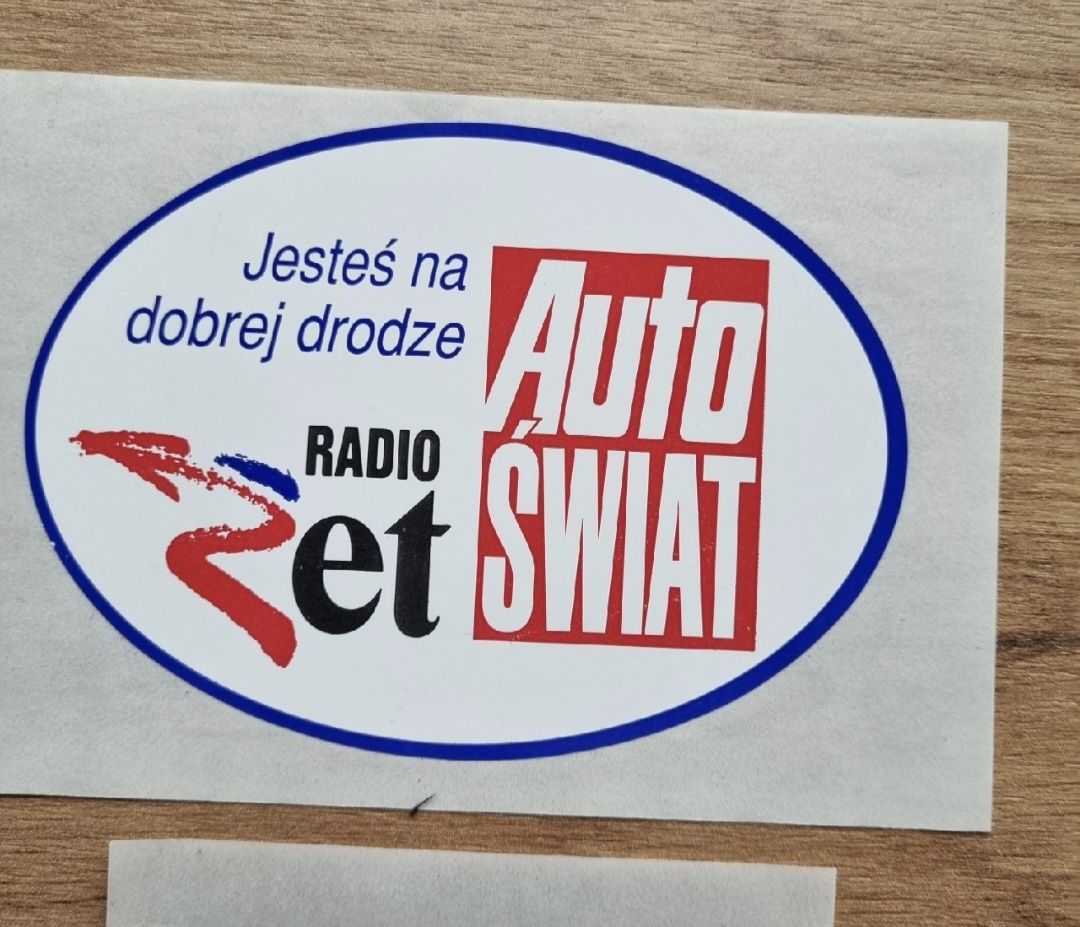 Jesteś na
dobrej drodze
RADIO
Zet
Auto
ŚWIAT